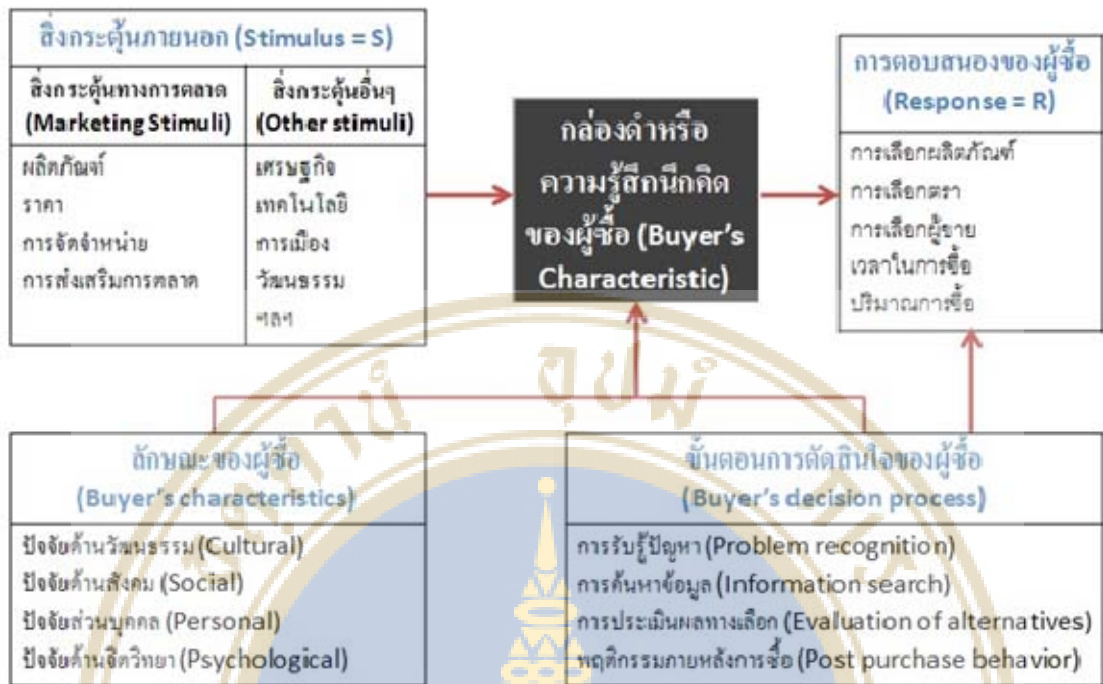 สิ่งกระตุ้นภายนอก (Stimulus = S)
สิ่งกระตุ้นทางการตลาด
(Marketing Stimuli)
ผลิตภัณฑ์
ราคา
การจัดจำหน่าย
การส่งเสริมการตลาด
สิ่งกระตุ้นอื่นๆ
(Other stimuli)
เศรษฐกิจ
เทคโนโลยี
การเมือง
วัฒนธรรม
ฯลฯ
กล่องดำหรือ
ความรู้สึกนึกคิด
ของผู้ซื้อ (Buyer's
Characteristic)
การตอบสนองของผู้ซื้อ
(Response = R)
การเลือกผลิตภัณฑ์
การเลือกตรา
การเลือกผู้ขาย
เวลาในการซื้อ
ปริมาณการซื้อ
ลักษณะของผู้ซื้อ
(Buyer's characteristics)
ปัจจัยด้านวัฒนธรรม (Cultural)
ปัจจัยด้านสังคม (Social)
ปัจจัยส่วนบุคคล (Personal)
ปัจจัยด้านจิตวิทยา (Psychological)
ขั้นตอนการตัดสินใจของผู้ซื้อ
(Buyer's decision process)
การรับรู้ปัญหา (Problem recognition)
การค้นหาข้อมูล (Information search)
การประเมินผลทางเลือก (Evaluation of alternatives)
พฤติกรรมภายหลังการซื้อ (Post purchase behavior)